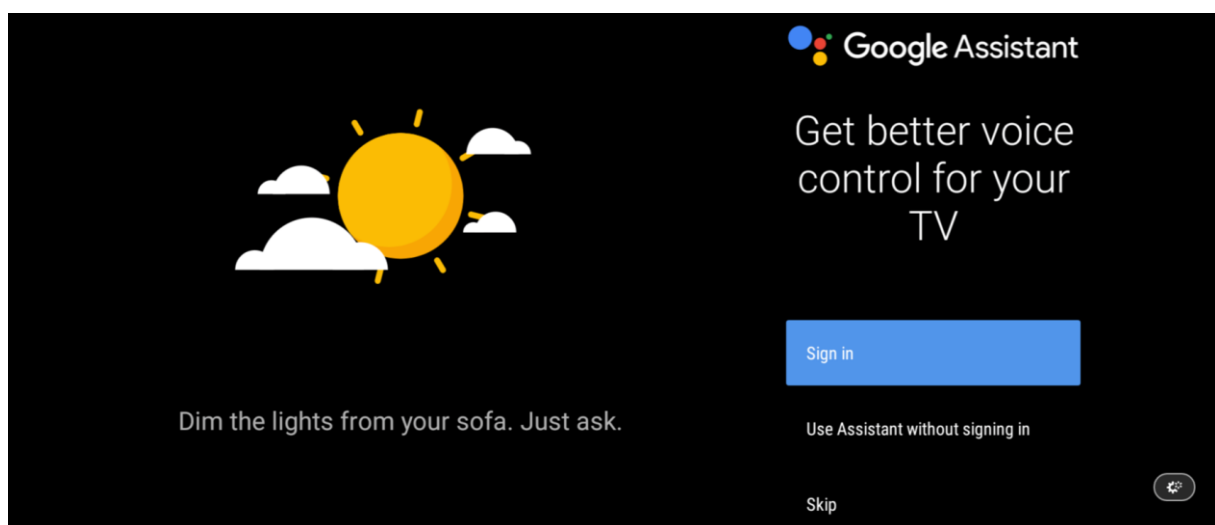 Google Assistant
Get better voice
control for your
TV
Sign in
Dim the lights from your sofa. Just ask.
Use Assistant without signing in
Skip